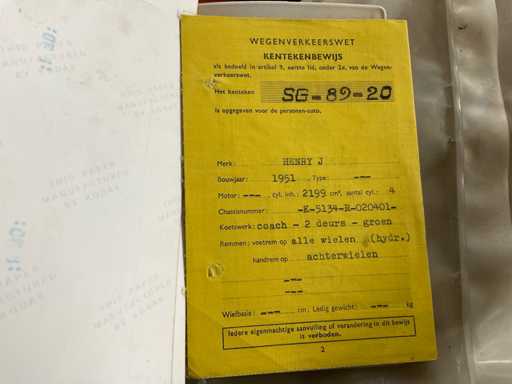 WEGENVERKEERSWET
KENTEKENBEWIJS
als bedoeld in artikel 9, eerste lid, onder 2e, van de Wegen-
verkeerswet.
Het kenteken SG-89-20
is opgegeven voor de personen-auto.
Merk: HENRY J
Bouwjaar: 1951 Type: ---
Motor: --- cyl. inh.: 2199 cm³, aantal cyl.: 4
Chassisnummer: -K-5134-R-020401-
Koetswerk: coach - 2 deurs - groen
Remmen: voetrem op alle wielen (hydr.)
handrem op achterwielen
---
---
Wielbasis: --- cm; Ledig gewicht: --- kg
Iedere eigenmachtige aanvulling of verandering in dit bewijs
is verboden.
2